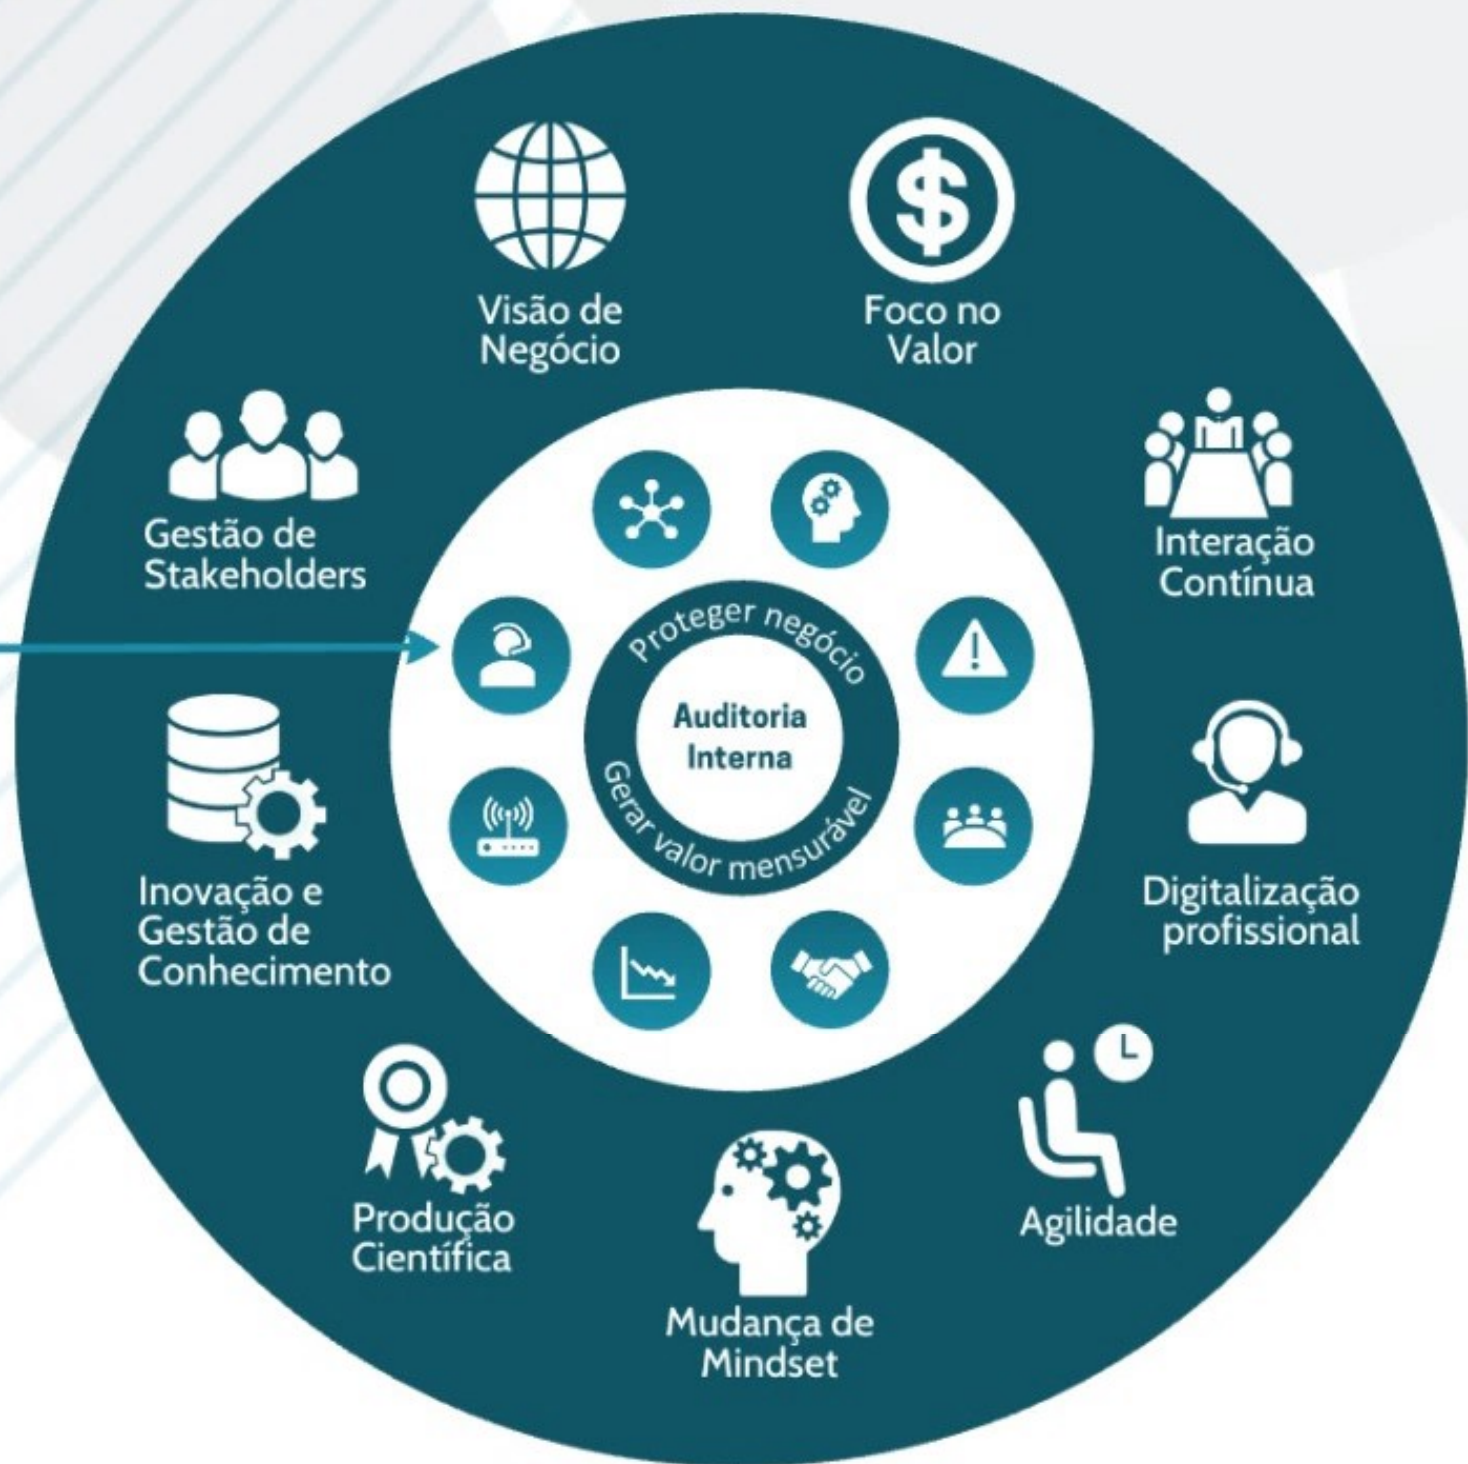 Visão de
Negócio
Foco no
Valor
Gestão de
Stakeholders
Interação
Contínua
Proteger negócio
Auditoria
Interna
Gerar valor mensurável
Inovação e
Gestão de
Conhecimento
Digitalização
profissional
Produção
Científica
Agilidade
Mudança de
Mindset